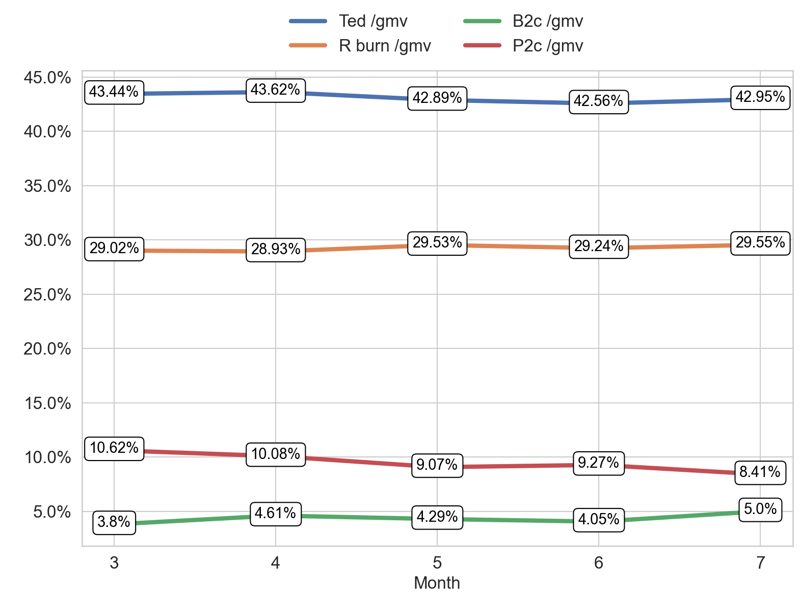 Ted /gmv B2c /gmv
R burn /gmv P2c /gmv
45.0%
43.44% 43.62% 42.89% 42.56% 42.95%
40.0%
35.0%
30.0%
29.02% 28.93% 29.53% 29.24% 29.55%
25.0%
20.0%
15.0%
10.0%
10.62% 10.08% 9.07% 9.27% 8.41%
5.0%
3.8% 4.61% 4.29% 4.05% 5.0%
3 4 5 6 7
Month